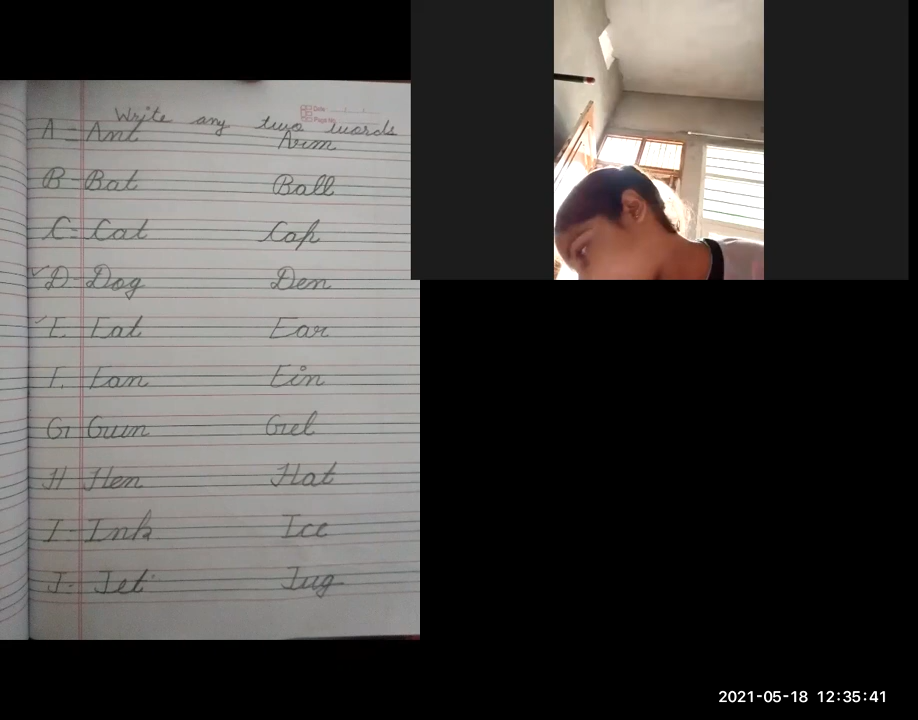 Write any two words
A = Ant Arm
B = Bat Ball
C = Cat Cap
D - Dog Den
E. Eat Ear
F. Fan Fin
G Gun Gel
H Hen Hat
I - Ink Ice
J - Jet Jug
2021-05-18 12:35:41